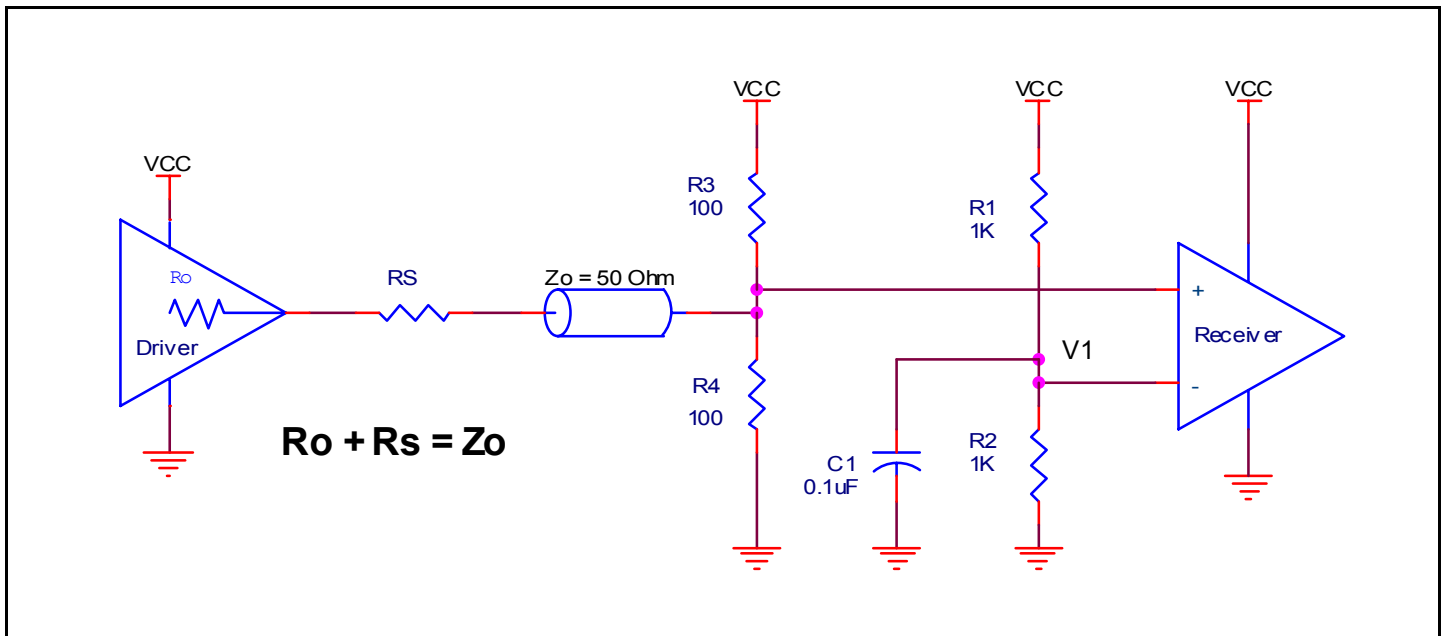 VCC
VCC
VCC
VCC
R3
100
R1
1K
Ro
RS
Zo = 50 Ohm
+
Driver
Receiver
V1
-
R4
100
Ro + Rs = Zo
R2
1K
C1
0.1uF